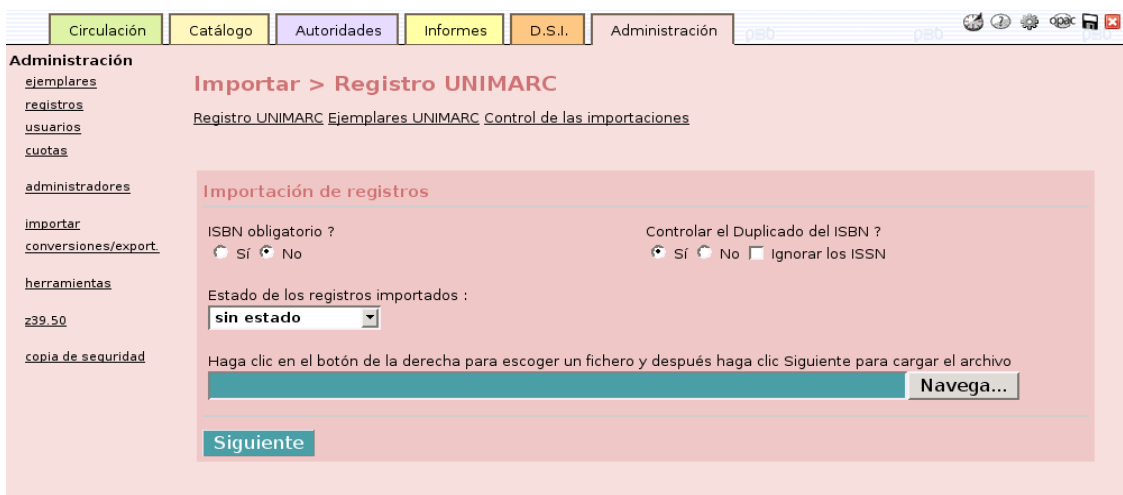 Circulación Catálogo Autoridades Informes D.S.I. Administración pmb pmb opac
Administración
ejemplares
registros
usuarios
cuotas
administradores
importar
conversiones/export.
herramientas
z39.50
copia de seguridad
Importar > Registro UNIMARC
Registro UNIMARC Ejemplares UNIMARC Control de las importaciones
Importación de registros
ISBN obligatorio ?
Sí No
Controlar el Duplicado del ISBN ?
Sí No Ignorar los ISSN
Estado de los registros importados :
sin estado
Haga clic en el botón de la derecha para escoger un fichero y después haga clic Siguiente para cargar el archivo
Navega...
Siguiente